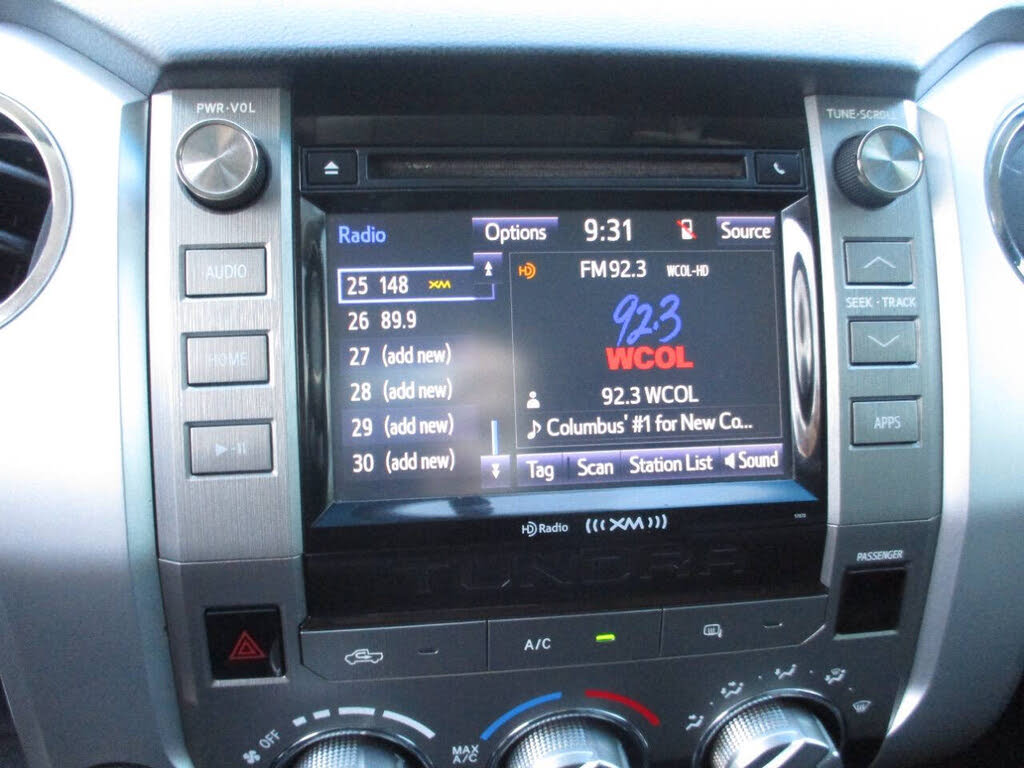 PWR·VOL
TUNE·SCROLL
AUDIO
HOME
SEEK·TRACK
APPS
Radio
Options
9:31
Source
25 148 XM
26 89.9
27 (add new)
28 (add new)
29 (add new)
30 (add new)
HD
FM 92.3 WCOL-HD
92.3
WCOL
92.3 WCOL
Columbus' #1 for New Co...
Tag
Scan
Station List
Sound
HD Radio
(((XM)))
TUNDRA
PASSENGER
A/C
OFF
MAX
A/C